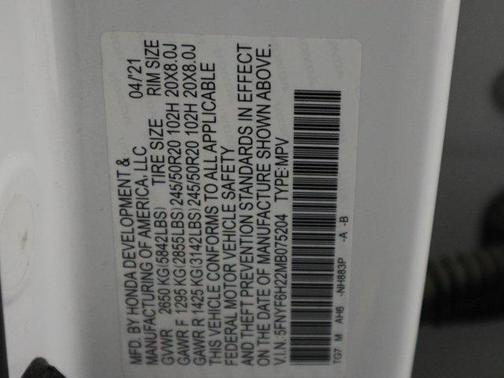 MFD. BY HONDA DEVELOPMENT & 04/21
MANUFACTURING OF AMERICA, LLC
TIRE SIZE RIM SIZE
GVWR 2650 KG(5842LBS)
GAWR F 1295 KG(2855LBS) 245/50R20 102H 20X8.0J
GAWR R 1425 KG(3142LBS) 245/50R20 102H 20X8.0J
THIS VEHICLE CONFORMS TO ALL APPLICABLE
FEDERAL MOTOR VEHICLE SAFETY
AND THEFT PREVENTION STANDARDS IN EFFECT
ON THE DATE OF MANUFACTURE SHOWN ABOVE.
V.I.N: 5FNYF6H22MB075204 TYPE:MPV
TG7 M AH6 -NH883P -A -B